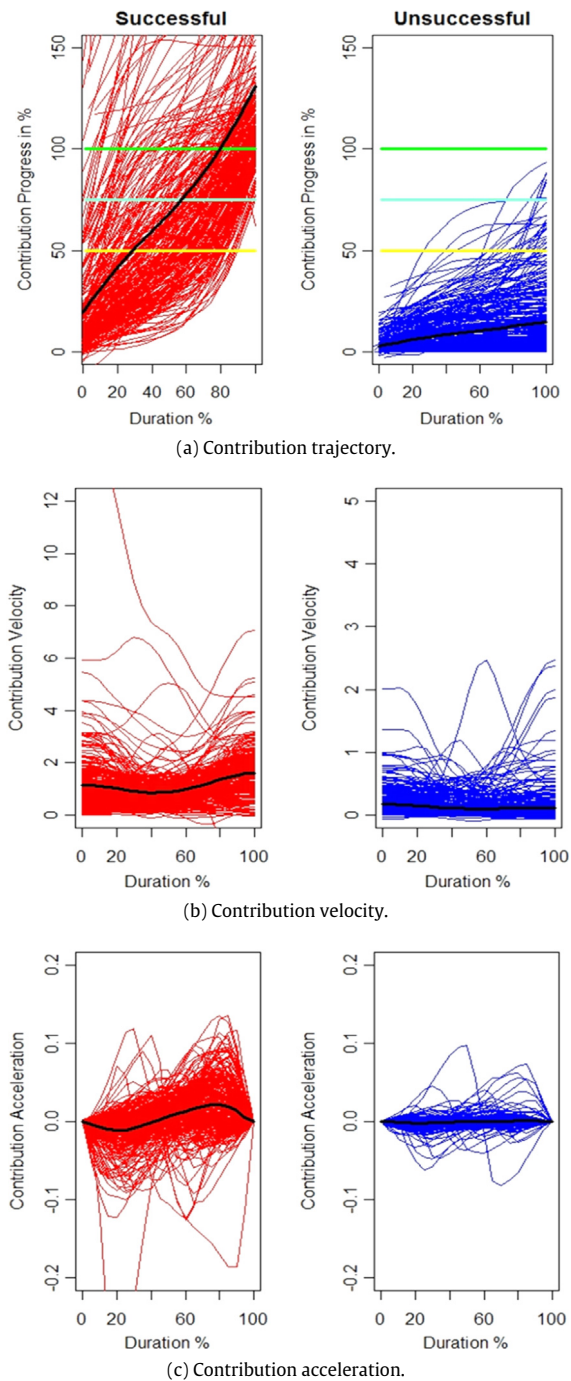 Successful
Unsuccessful
Contribution Progress in %
0 50 100 150
0 20 40 60 80
Duration %
Contribution Progress in %
0 50 100 150
0 20 40 60 100
Duration %
(a) Contribution trajectory.
Contribution Velocity
0 2 4 6 8 10 12
0 20 60 100
Duration %
Contribution Velocity
0 1 2 3 4 5
0 20 60 100
Duration %
(b) Contribution velocity.
Contribution Acceleration
-0.2 -0.1 0.0 0.1 0.2
0 20 60 100
Duration %
Contribution Acceleration
-0.2 -0.1 0.0 0.1 0.2
0 20 60 100
Duration %
(c) Contribution acceleration.